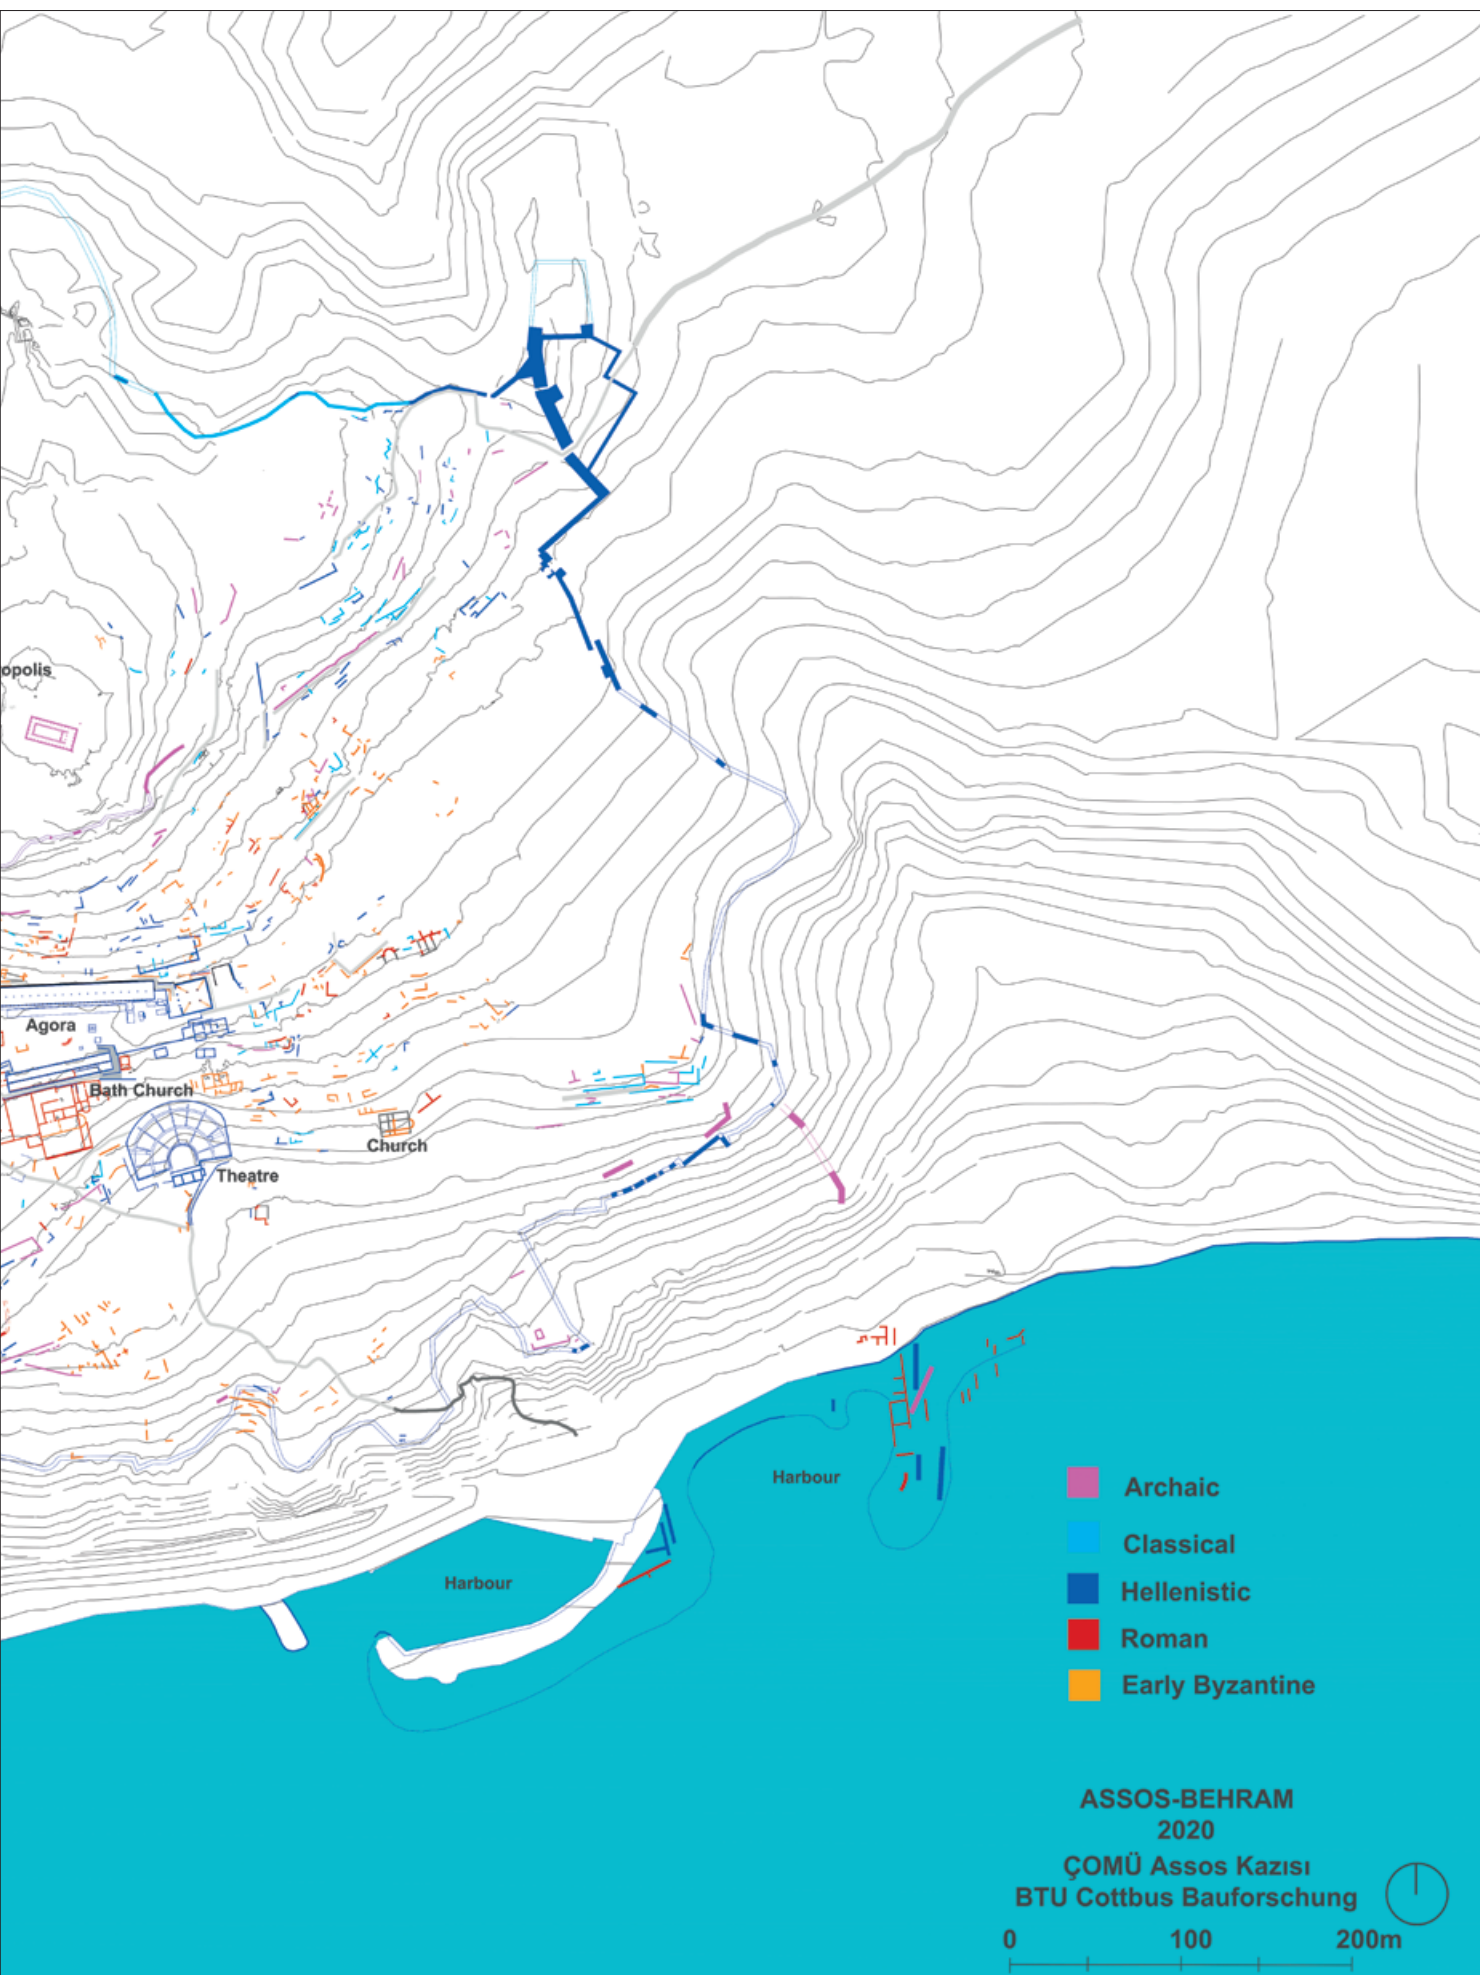 opolis
Agora
Bath Church
Church
Theatre
Harbour
Harbour
Archaic
Classical
Hellenistic
Roman
Early Byzantine
ASSOS-BEHRAM
2020
ÇOMÜ Assos Kazısı
BTU Cottbus Bauforschung
0 100 200m